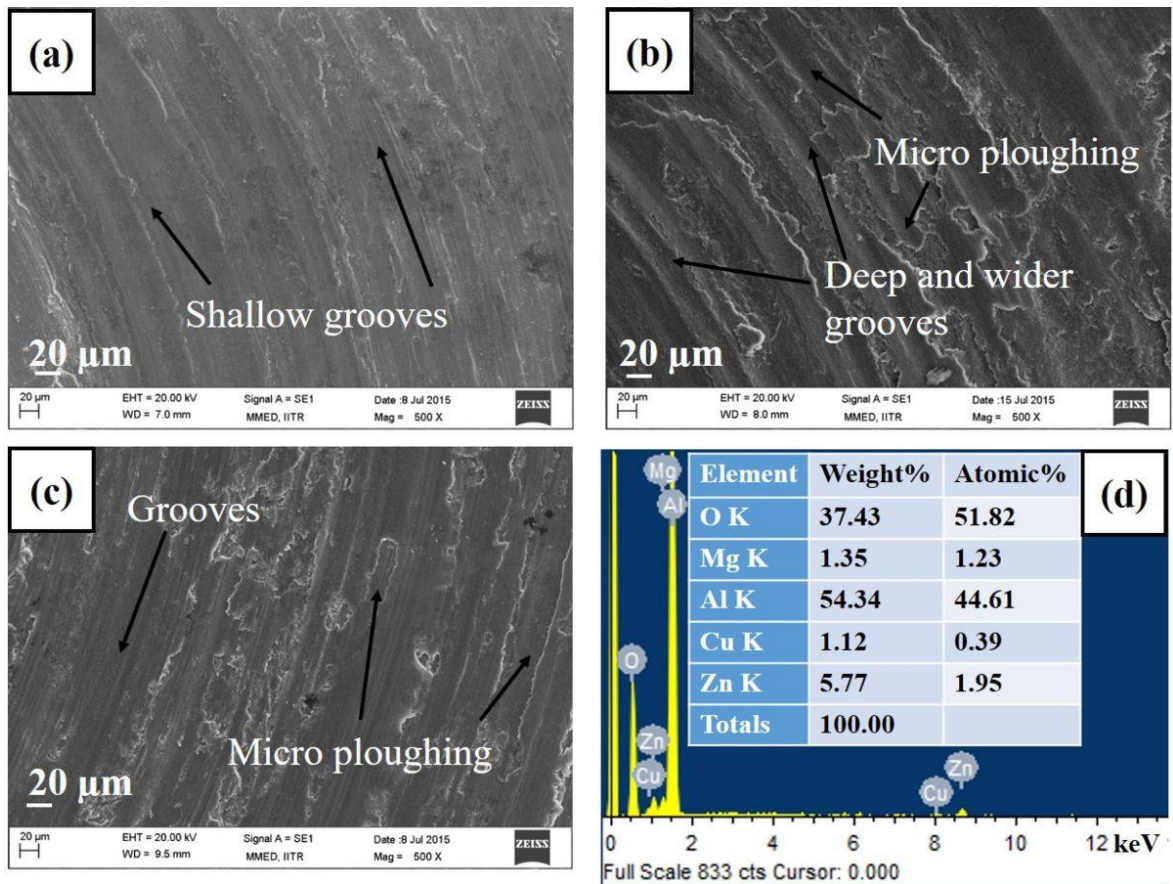 (a)
Shallow grooves
20 µm
20 µm
EHT = 20.00 kV Signal A = SE1 Date :8 Jul 2015
WD = 7.0 mm MMED, IITR Mag = 500 X
ZEISS
(b)
Micro ploughing
Deep and wider
grooves
20 µm
20 µm
EHT = 20.00 kV Signal A = SE1 Date :15 Jul 2015
WD = 8.0 mm MMED, IITR Mag = 500 X
ZEISS
(c)
Grooves
Micro ploughing
20 µm
20 µm
EHT = 20.00 kV Signal A = SE1 Date :8 Jul 2015
WD = 9.5 mm MMED, IITR Mag = 500 X
ZEISS
(d)
Element Weight% Atomic%
O K 37.43 51.82
Mg K 1.35 1.23
Al K 54.34 44.61
Cu K 1.12 0.39
Zn K 5.77 1.95
Totals 100.00
Mg
Al
O
Zn
Cu
Zn
Cu
0 2 4 6 8 10 12 keV
Full Scale 833 cts Cursor: 0.000